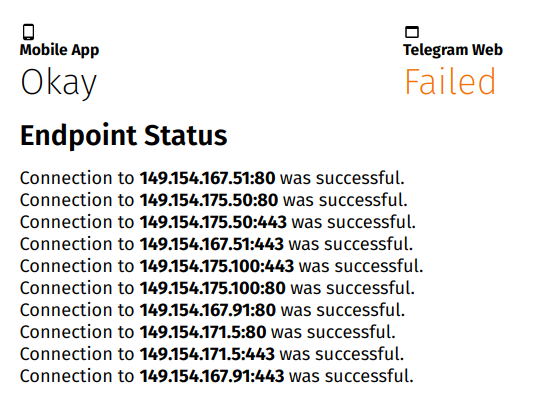 Mobile App
Telegram Web
Okay
Failed
Endpoint Status
Connection to 149.154.167.51:80 was successful.
Connection to 149.154.175.50:80 was successful.
Connection to 149.154.175.50:443 was successful.
Connection to 149.154.167.51:443 was successful.
Connection to 149.154.175.100:443 was successful.
Connection to 149.154.175.100:80 was successful.
Connection to 149.154.167.91:80 was successful.
Connection to 149.154.171.5:80 was successful.
Connection to 149.154.171.5:443 was successful.
Connection to 149.154.167.91:443 was successful.